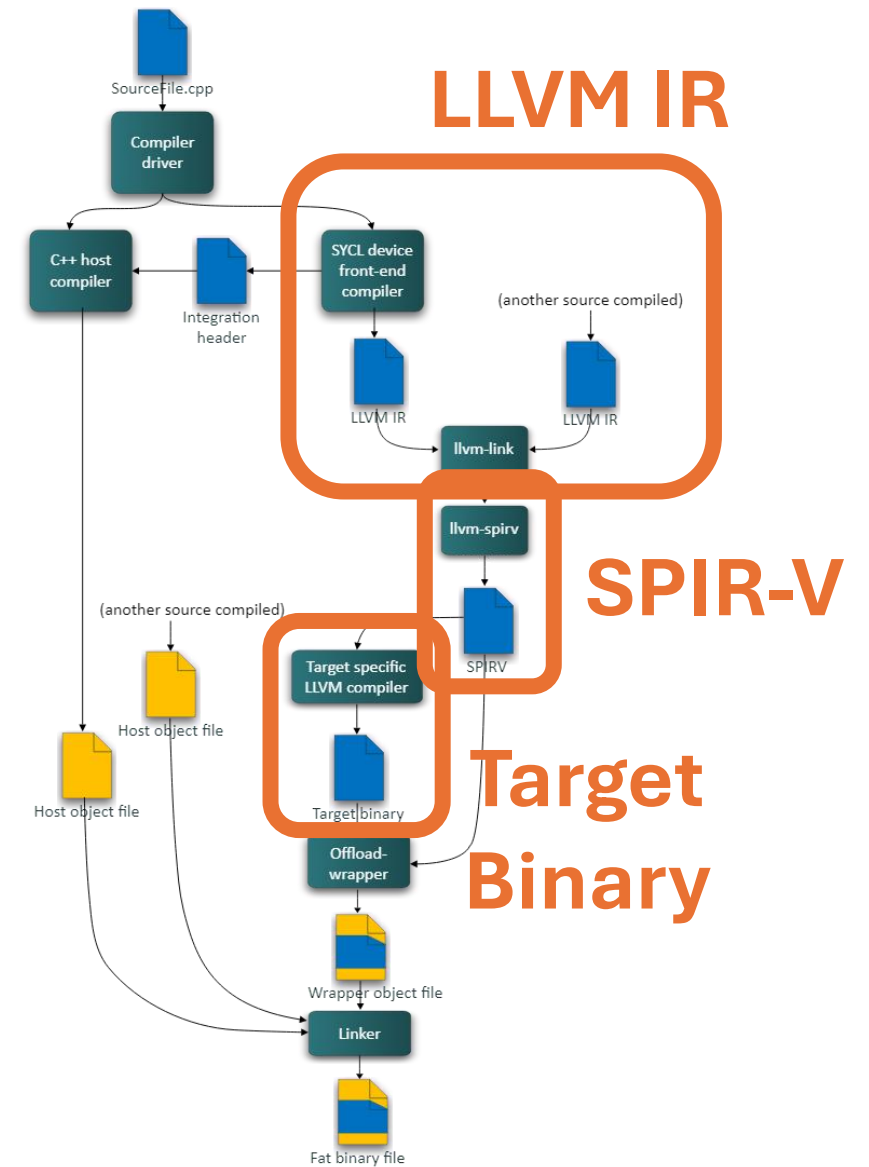 SourceFile.cpp
LLVM IR
Compiler
driver
C++ host
compiler
Integration
header
SYCL device
front-end
compiler
(another source compiled)
LLVM IR
LLVM IR
llvm-link
llvm-spirv
SPIR-V
SPIRV
(another source compiled)
Target specific
LLVM compiler
Host object file
Host object file
Target binary
Target
Binary
Offload-
wrapper
Wrapper object file
Linker
Fat binary file